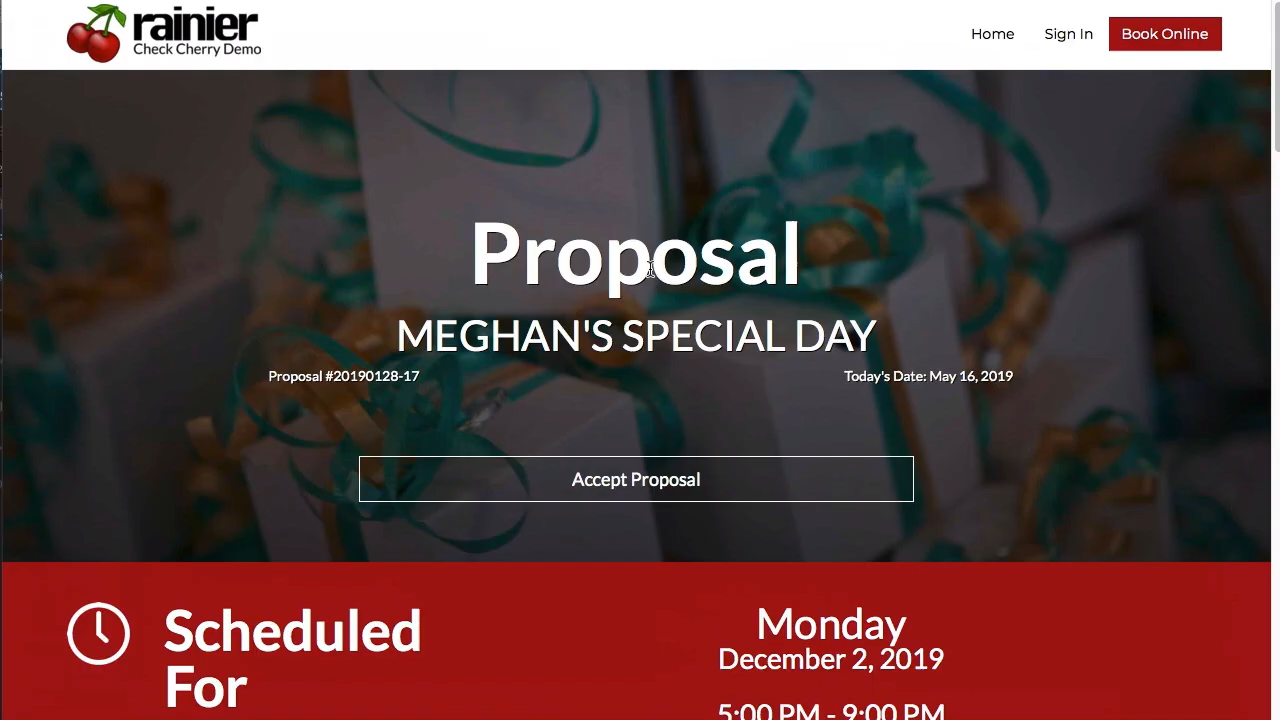 rainier
Check Cherry Demo
Home
Sign In
Book Online
Proposal
MEGHAN'S SPECIAL DAY
Proposal #20190128-17
Today's Date: May 16, 2019
Accept Proposal
Scheduled
For
Monday
December 2, 2019
5:00 PM - 9:00 PM